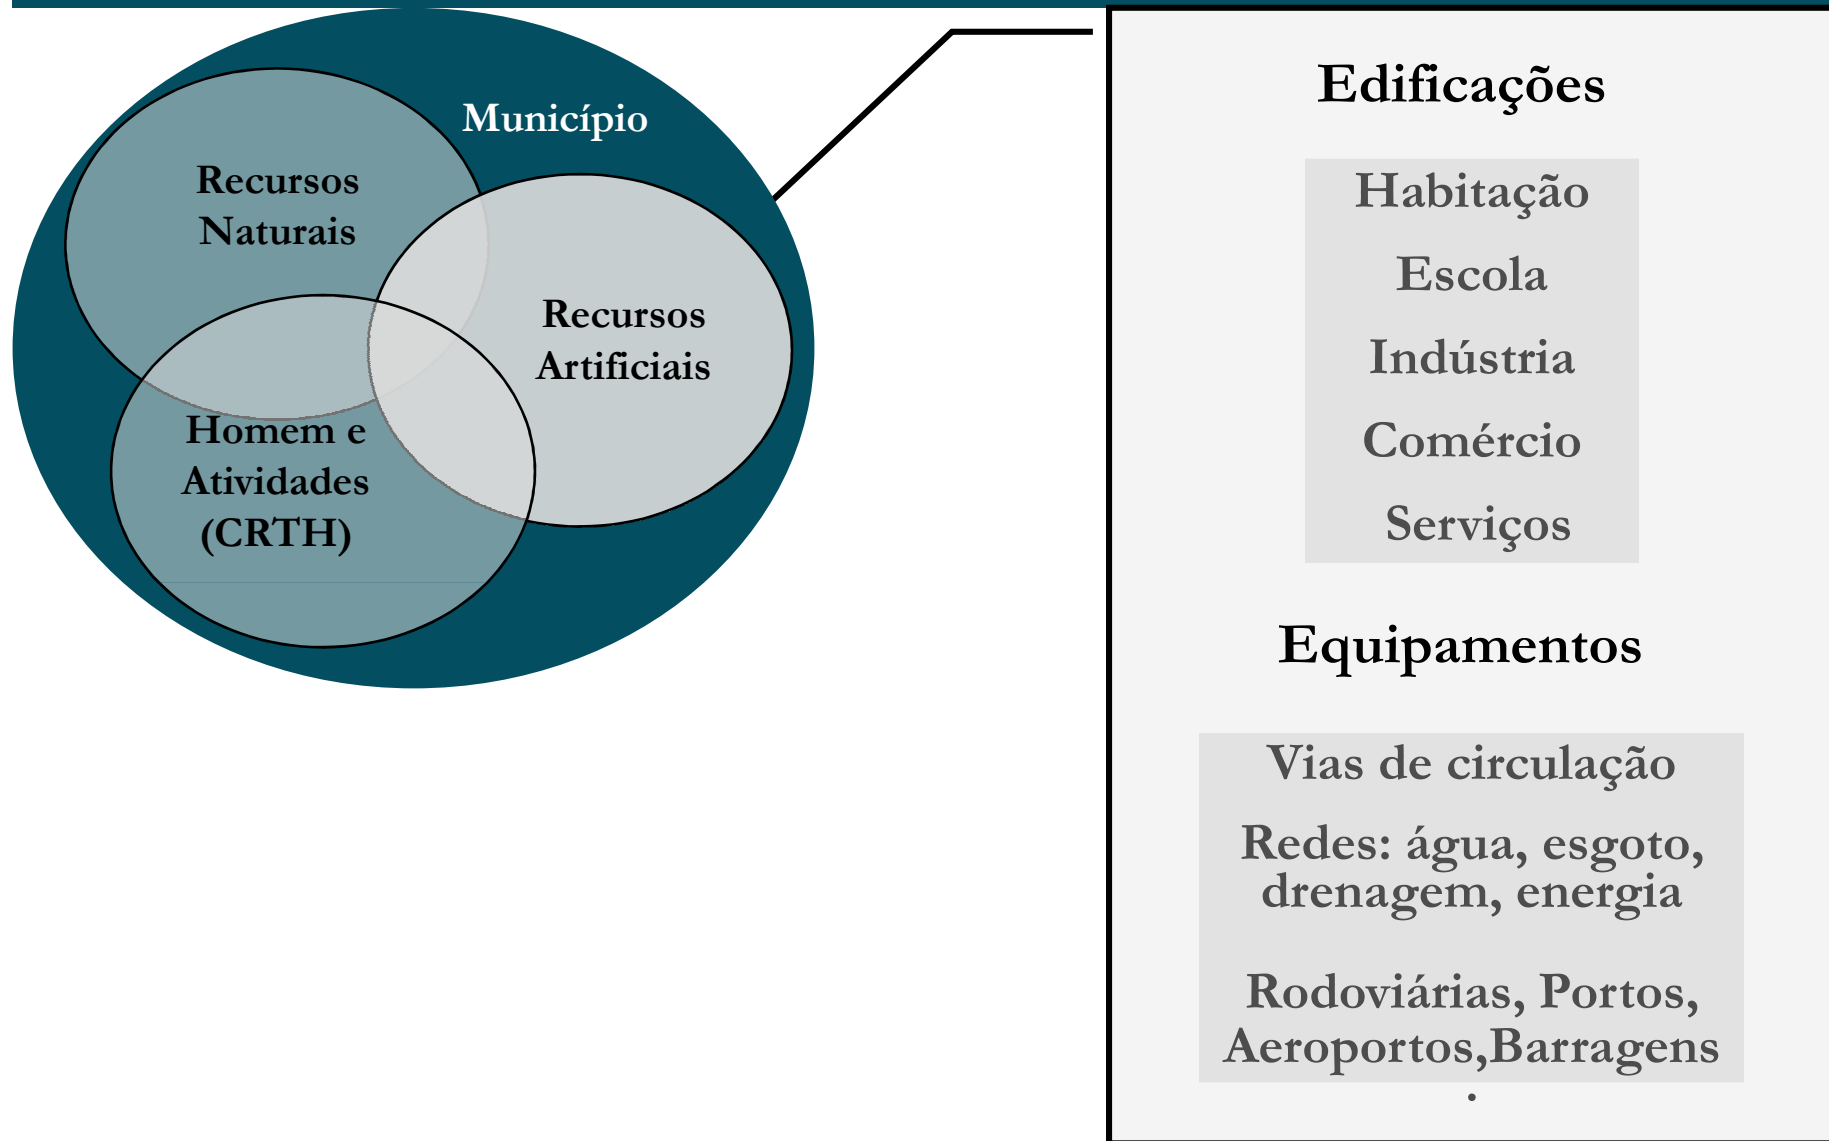 Município
Recursos
Naturais
Recursos
Artificiais
Homem e
Atividades
(CRTH)
Edificações
Habitação
Escola
Indústria
Comércio
Serviços
Equipamentos
Vias de circulação
Redes: água, esgoto,
drenagem, energia
Rodoviárias, Portos,
Aeroportos,Barragens
.